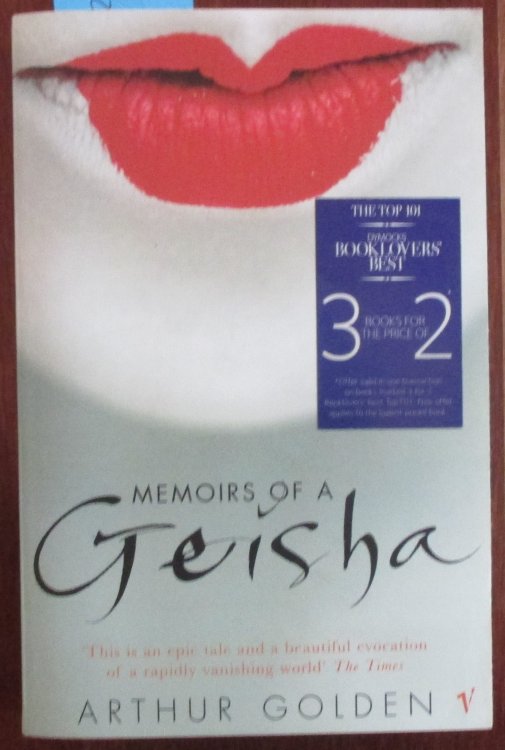 THE TOP 101
DYMOCKS
BOOKLOVERS'
BEST
3 BOOKS FOR
THE PRICE OF 2*
MEMOIRS OF A
Geisha
'This is an epic tale and a beautiful evocation
of a rapidly vanishing world' The Times
ARTHUR GOLDEN V